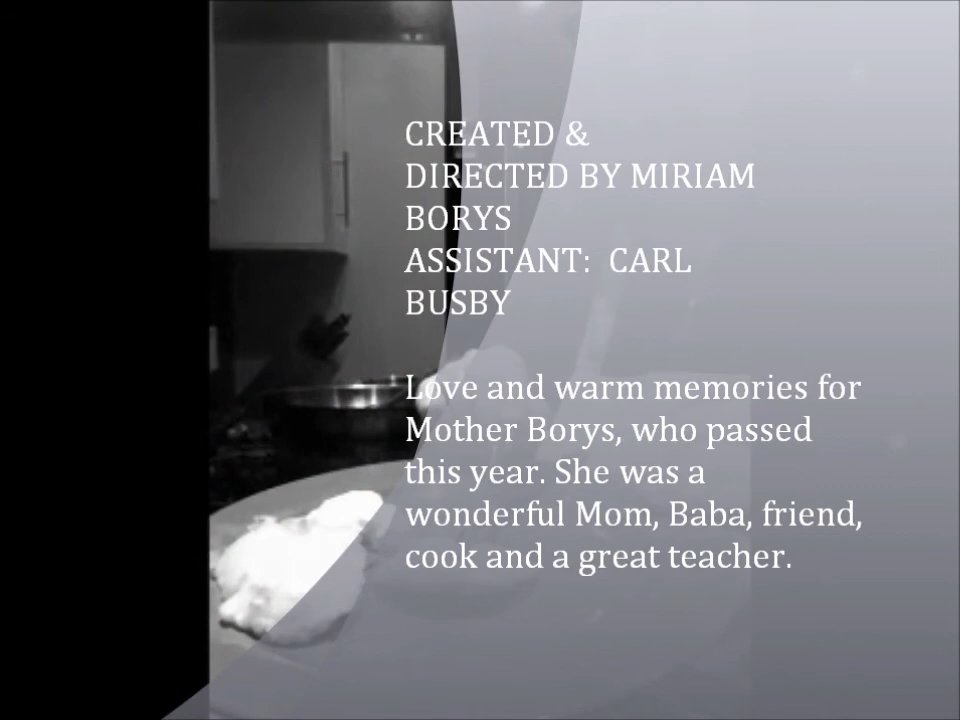 CREATED &
DIRECTED BY MIRIAM
BORYS
ASSISTANT:  CARL
BUSBY
Love and warm memories for
Mother Borys, who passed
this year. She was a
wonderful Mom, Baba, friend,
cook and a great teacher.